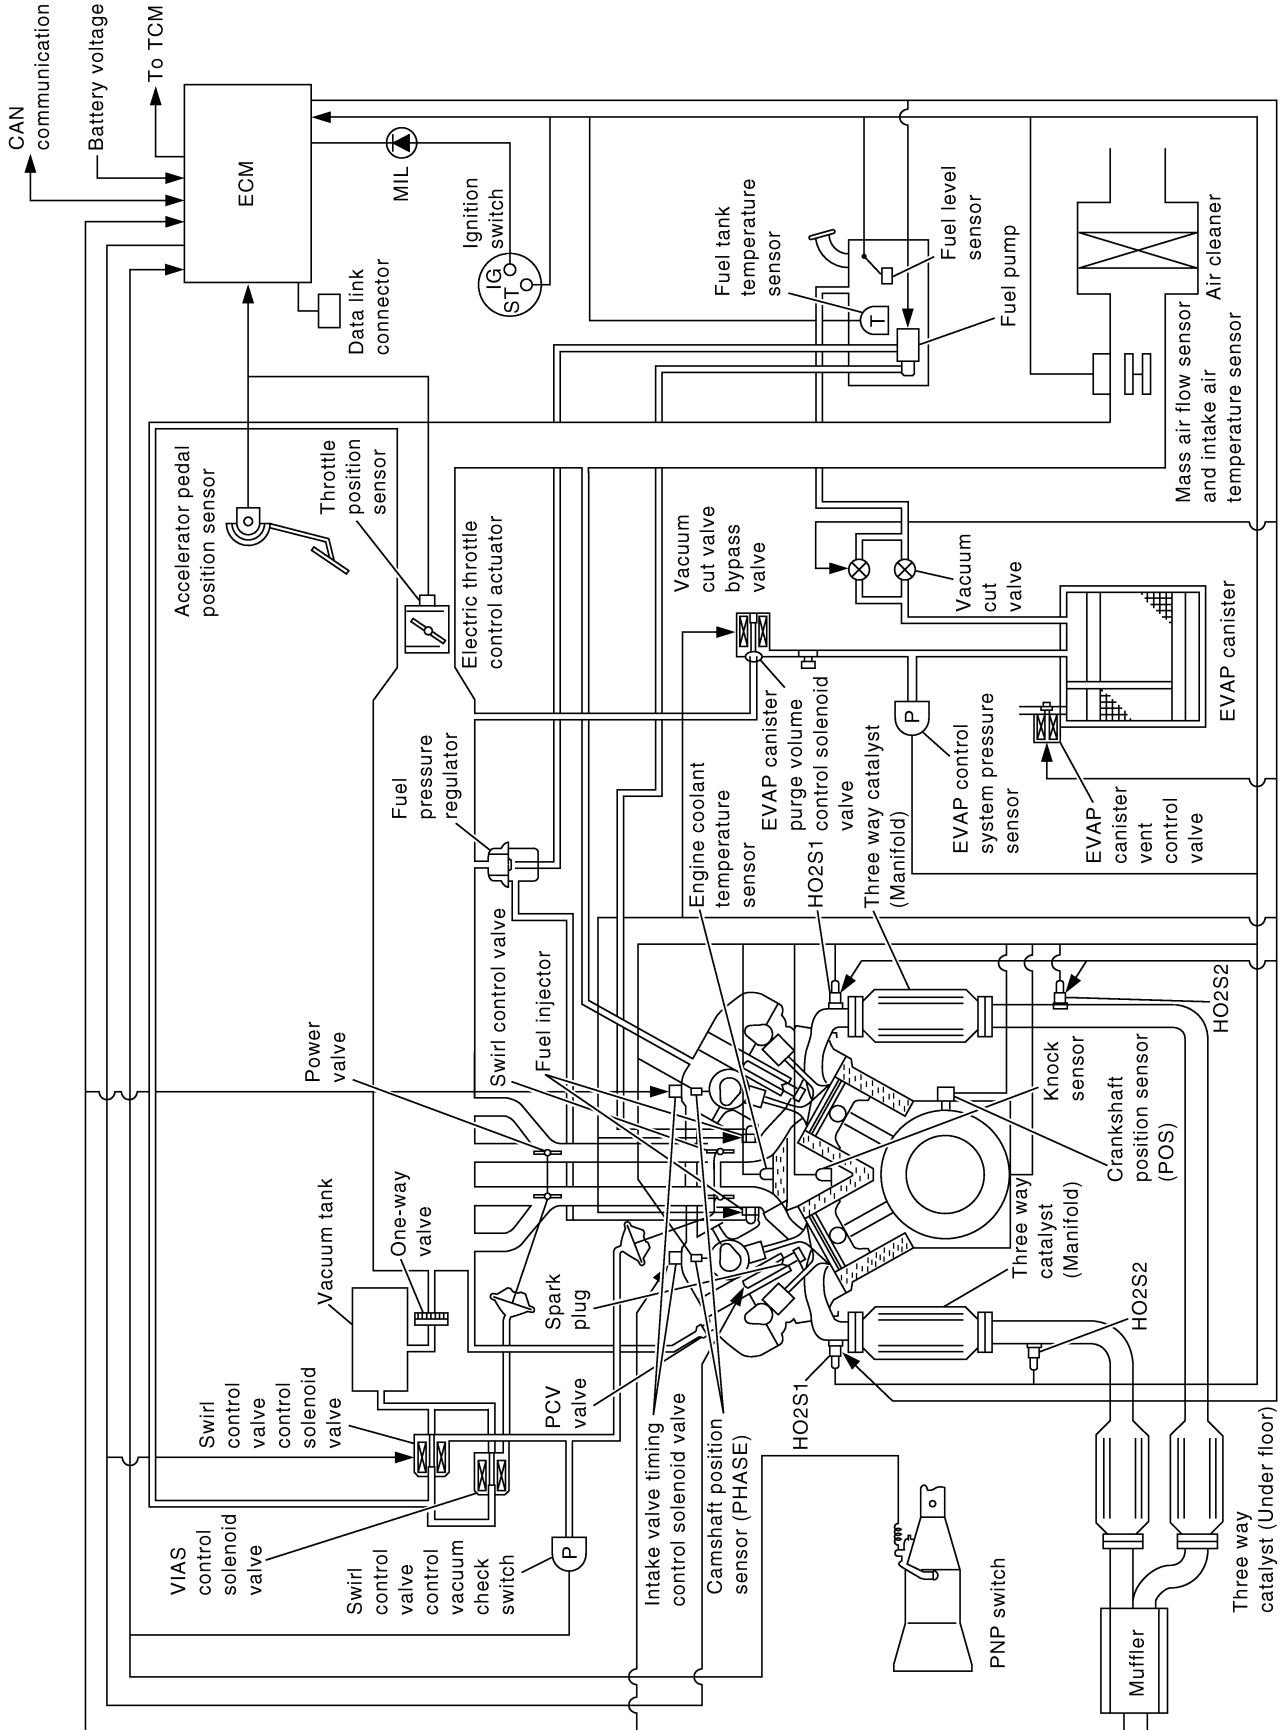 CAN
communication
Battery voltage
To TCM
ECM
MIL
Ignition
switch
IG
ST
Data link
connector
Accelerator pedal
position sensor
Throttle
position
sensor
Electric throttle
control actuator
Fuel tank
temperature
sensor
T
Fuel level
sensor
Fuel pump
Air cleaner
Mass air flow sensor
and intake air
temperature sensor
Vacuum
cut valve
bypass
valve
Vacuum
cut
valve
EVAP canister
EVAP canister
purge volume
control solenoid
valve
P
EVAP control
system pressure
sensor
EVAP
canister
vent
control
valve
Fuel
pressure
regulator
Engine coolant
temperature
sensor
HO2S1
Three way catalyst
(Manifold)
Swirl control valve
Fuel injector
Power
valve
HO2S2
Knock
sensor
Crankshaft
position sensor
(POS)
Three way
catalyst
(Manifold)
HO2S2
Vacuum tank
One-way
valve
Spark
plug
PCV
valve
HO2S1
Swirl
control
valve
control
solenoid
valve
VIAS
control
solenoid
valve
Swirl
control
valve
control
vacuum
check
switch
P
Intake valve timing
control solenoid valve
Camshaft position
sensor (PHASE)
PNP switch
Three way
catalyst (Under floor)
Muffler